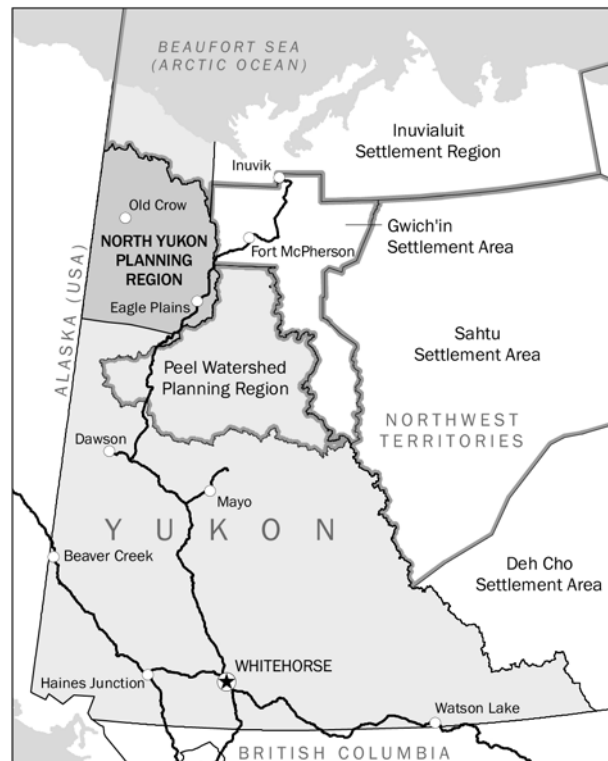 BEAUFORT SEA
(ARCTIC OCEAN)
Inuvialuit
Settlement Region
Inuvik
Old Crow
Gwich'in
Settlement Area
NORTH YUKON
PLANNING
REGION
Fort McPherson
Eagle Plains
ALASKA (USA)
Sahtu
Settlement Area
Peel Watershed
Planning Region
NORTHWEST
TERRITORIES
Dawson
Mayo
YUKON
Beaver Creek
Deh Cho
Settlement Area
WHITEHORSE
Haines Junction
Watson Lake
BRITISH COLUMBIA